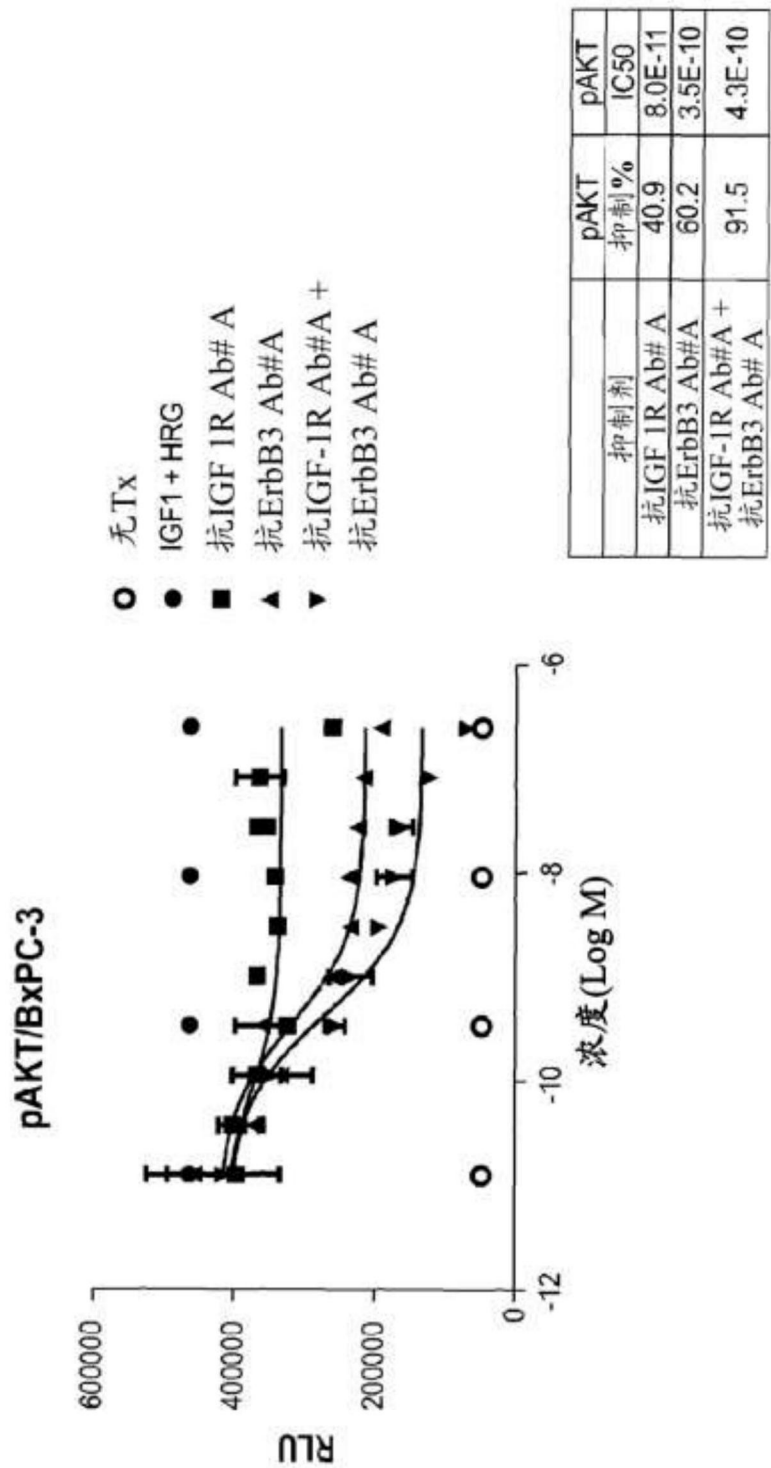 pAKT/BxPC-3
RLU
600000
400000
200000
0
-12
-10
-8
-6
浓度(Log M)
无Tx
IGF1 + HRG
抗IGF 1R Ab# A
抗ErbB3 Ab#A
抗IGF-1R Ab#A +
抗ErbB3 Ab# A
pAKT pAKT
抑制剂 抑制% IC50
抗IGF 1R Ab# A 40.9 8.0E-11
抗ErbB3 Ab#A 60.2 3.5E-10
抗IGF-1R Ab#A +
抗ErbB3 Ab# A 91.5 4.3E-10